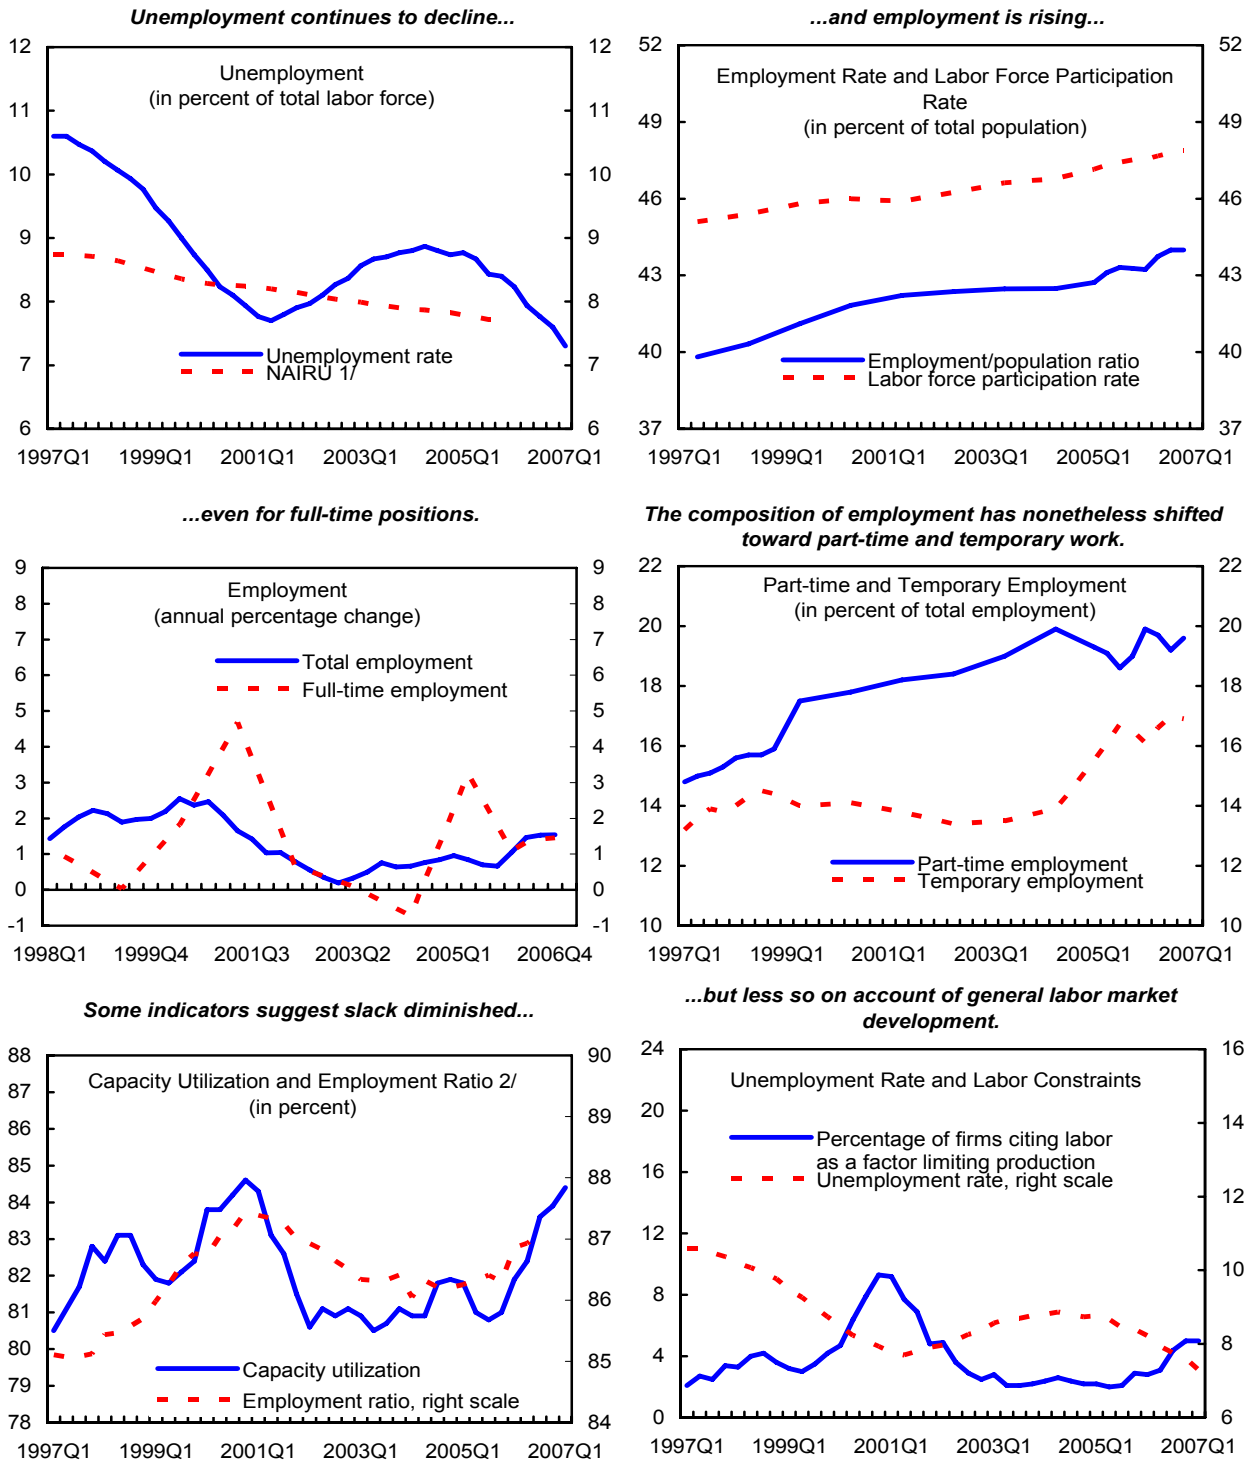 Unemployment continues to decline...
12
11
10
9
8
7
6
12
11
10
9
8
7
6
Unemployment
(in percent of total labor force)
Unemployment rate
NAIRU 1/
1997Q1 1999Q1 2001Q1 2003Q1 2005Q1 2007Q1
...and employment is rising...
52
49
46
43
40
37
52
49
46
43
40
37
Employment Rate and Labor Force Participation
Rate
(in percent of total population)
Employment/population ratio
Labor force participation rate
1997Q1 1999Q1 2001Q1 2003Q1 2005Q1 2007Q1
...even for full-time positions.
9
8
7
6
5
4
3
2
1
0
-1
9
8
7
6
5
4
3
2
1
0
-1
Employment
(annual percentage change)
Total employment
Full-time employment
1998Q1 1999Q4 2001Q3 2003Q2 2005Q1 2006Q4
The composition of employment has nonetheless shifted
toward part-time and temporary work.
22
20
18
16
14
12
10
22
20
18
16
14
12
10
Part-time and Temporary Employment
(in percent of total employment)
Part-time employment
Temporary employment
1997Q1 1999Q1 2001Q1 2003Q1 2005Q1 2007Q1
Some indicators suggest slack diminished...
88
87
86
85
84
83
82
81
80
79
78
90
89
88
87
86
85
84
Capacity Utilization and Employment Ratio 2/
(in percent)
Capacity utilization
Employment ratio, right scale
1997Q1 1999Q1 2001Q1 2003Q1 2005Q1 2007Q1
...but less so on account of general labor market
development.
24
20
16
12
8
4
0
16
14
12
10
8
6
Unemployment Rate and Labor Constraints
Percentage of firms citing labor
as a factor limiting production
Unemployment rate, right scale
1997Q1 1999Q1 2001Q1 2003Q1 2005Q1 2007Q1